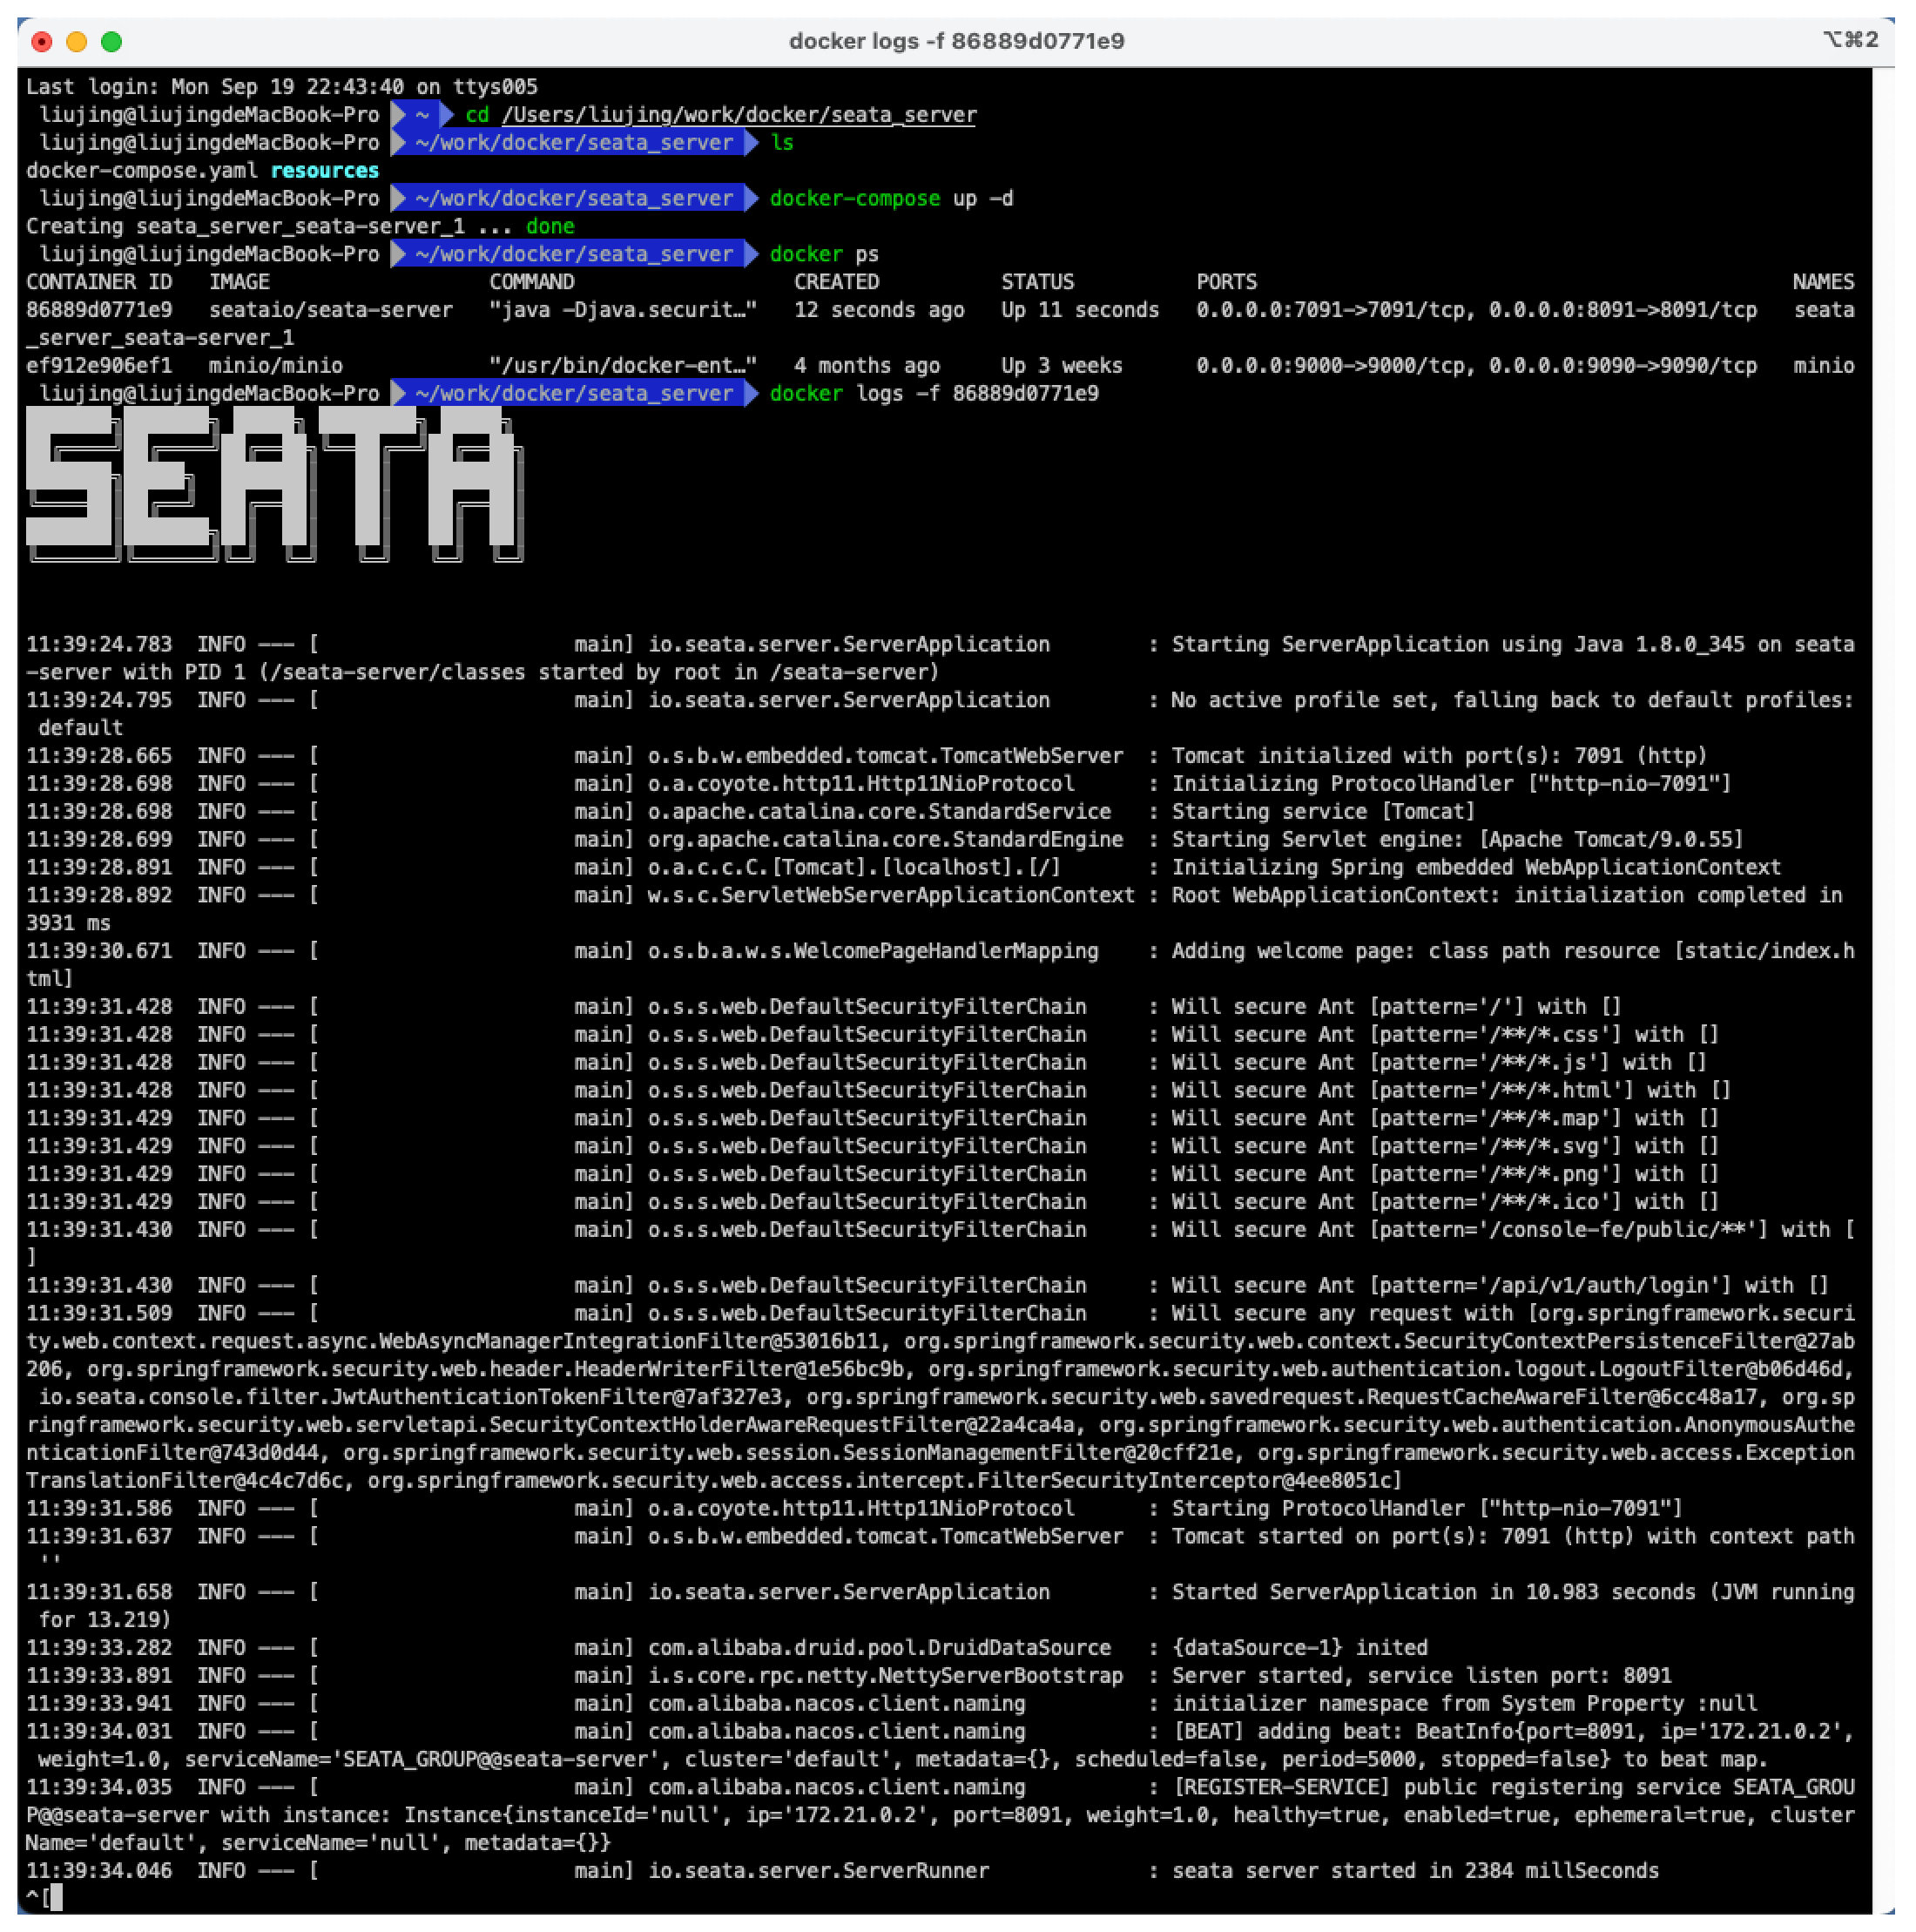 docker logs -f 86889d0771e9
⌥⌘2
Last login: Mon Sep 19 22:43:40 on ttys005
liujing@liujingdeMacBook-Pro ~ cd /Users/liujing/work/docker/seata_server
liujing@liujingdeMacBook-Pro ~/work/docker/seata_server ls
docker-compose.yaml resources
liujing@liujingdeMacBook-Pro ~/work/docker/seata_server docker-compose up -d
Creating seata_server_seata-server_1 ... done
liujing@liujingdeMacBook-Pro ~/work/docker/seata_server docker ps
CONTAINER ID IMAGE COMMAND CREATED STATUS PORTS NAMES
86889d0771e9 seataio/seata-server "java -Djava.securit…" 12 seconds ago Up 11 seconds 0.0.0.0:7091->7091/tcp, 0.0.0.0:8091->8091/tcp seata
_server_seata-server_1
ef912e906ef1 minio/minio "/usr/bin/docker-ent…" 4 months ago Up 3 weeks 0.0.0.0:9000->9000/tcp, 0.0.0.0:9090->9090/tcp minio
liujing@liujingdeMacBook-Pro ~/work/docker/seata_server docker logs -f 86889d0771e9
SEATA
11:39:24.783 INFO --- [ main] io.seata.server.ServerApplication : Starting ServerApplication using Java 1.8.0_345 on seata
-server with PID 1 (/seata-server/classes started by root in /seata-server)
11:39:24.795 INFO --- [ main] io.seata.server.ServerApplication : No active profile set, falling back to default profiles:
default
11:39:28.665 INFO --- [ main] o.s.b.w.embedded.tomcat.TomcatWebServer : Tomcat initialized with port(s): 7091 (http)
11:39:28.698 INFO --- [ main] o.a.coyote.http11.Http11NioProtocol : Initializing ProtocolHandler ["http-nio-7091"]
11:39:28.698 INFO --- [ main] o.apache.catalina.core.StandardService : Starting service [Tomcat]
11:39:28.699 INFO --- [ main] org.apache.catalina.core.StandardEngine : Starting Servlet engine: [Apache Tomcat/9.0.55]
11:39:28.891 INFO --- [ main] o.a.c.c.C.[Tomcat].[localhost].[/] : Initializing Spring embedded WebApplicationContext
11:39:28.892 INFO --- [ main] w.s.c.ServletWebServerApplicationContext : Root WebApplicationContext: initialization completed in
3931 ms
11:39:30.671 INFO --- [ main] o.s.b.a.w.s.WelcomePageHandlerMapping : Adding welcome page: class path resource [static/index.h
tml]
11:39:31.428 INFO --- [ main] o.s.s.web.DefaultSecurityFilterChain : Will secure Ant [pattern='/'] with []
11:39:31.428 INFO --- [ main] o.s.s.web.DefaultSecurityFilterChain : Will secure Ant [pattern='/**/*.css'] with []
11:39:31.428 INFO --- [ main] o.s.s.web.DefaultSecurityFilterChain : Will secure Ant [pattern='/**/*.js'] with []
11:39:31.428 INFO --- [ main] o.s.s.web.DefaultSecurityFilterChain : Will secure Ant [pattern='/**/*.html'] with []
11:39:31.429 INFO --- [ main] o.s.s.web.DefaultSecurityFilterChain : Will secure Ant [pattern='/**/*.map'] with []
11:39:31.429 INFO --- [ main] o.s.s.web.DefaultSecurityFilterChain : Will secure Ant [pattern='/**/*.svg'] with []
11:39:31.429 INFO --- [ main] o.s.s.web.DefaultSecurityFilterChain : Will secure Ant [pattern='/**/*.png'] with []
11:39:31.429 INFO --- [ main] o.s.s.web.DefaultSecurityFilterChain : Will secure Ant [pattern='/**/*.ico'] with []
11:39:31.430 INFO --- [ main] o.s.s.web.DefaultSecurityFilterChain : Will secure Ant [pattern='/console-fe/public/**'] with [
]
11:39:31.430 INFO --- [ main] o.s.s.web.DefaultSecurityFilterChain : Will secure Ant [pattern='/api/v1/auth/login'] with []
11:39:31.509 INFO --- [ main] o.s.s.web.DefaultSecurityFilterChain : Will secure any request with [org.springframework.securi
ty.web.context.request.async.WebAsyncManagerIntegrationFilter@53016b11, org.springframework.security.web.context.SecurityContextPersistenceFilter@27ab
206, org.springframework.security.web.header.HeaderWriterFilter@1e56bc9b, org.springframework.security.web.authentication.logout.LogoutFilter@b06d46d,
io.seata.console.filter.JwtAuthenticationTokenFilter@7af327e3, org.springframework.security.web.savedrequest.RequestCacheAwareFilter@6cc48a17, org.sp
ringframework.security.web.servletapi.SecurityContextHolderAwareRequestFilter@22a4ca4a, org.springframework.security.web.authentication.AnonymousAuthe
nticationFilter@743d0d44, org.springframework.security.web.session.SessionManagementFilter@20cff21e, org.springframework.security.web.access.Exception
TranslationFilter@4c4c7d6c, org.springframework.security.web.access.intercept.FilterSecurityInterceptor@4ee8051c]
11:39:31.586 INFO --- [ main] o.a.coyote.http11.Http11NioProtocol : Starting ProtocolHandler ["http-nio-7091"]
11:39:31.637 INFO --- [ main] o.s.b.w.embedded.tomcat.TomcatWebServer : Tomcat started on port(s): 7091 (http) with context path
''
11:39:31.658 INFO --- [ main] io.seata.server.ServerApplication : Started ServerApplication in 10.983 seconds (JVM running
for 13.219)
11:39:33.282 INFO --- [ main] com.alibaba.druid.pool.DruidDataSource : {dataSource-1} inited
11:39:33.891 INFO --- [ main] i.s.core.rpc.netty.NettyServerBootstrap : Server started, service listen port: 8091
11:39:33.941 INFO --- [ main] com.alibaba.nacos.client.naming : initializer namespace from System Property :null
11:39:34.031 INFO --- [ main] com.alibaba.nacos.client.naming : [BEAT] adding beat: BeatInfo{port=8091, ip='172.21.0.2',
weight=1.0, serviceName='SEATA_GROUP@@seata-server', cluster='default', metadata={}, scheduled=false, period=5000, stopped=false} to beat map.
11:39:34.035 INFO --- [ main] com.alibaba.nacos.client.naming : [REGISTER-SERVICE] public registering service SEATA_GROU
P@@seata-server with instance: Instance{instanceId='null', ip='172.21.0.2', port=8091, weight=1.0, healthy=true, enabled=true, ephemeral=true, cluster
Name='default', serviceName='null', metadata={}}
11:39:34.046 INFO --- [ main] io.seata.server.ServerRunner : seata server started in 2384 millSeconds
^[